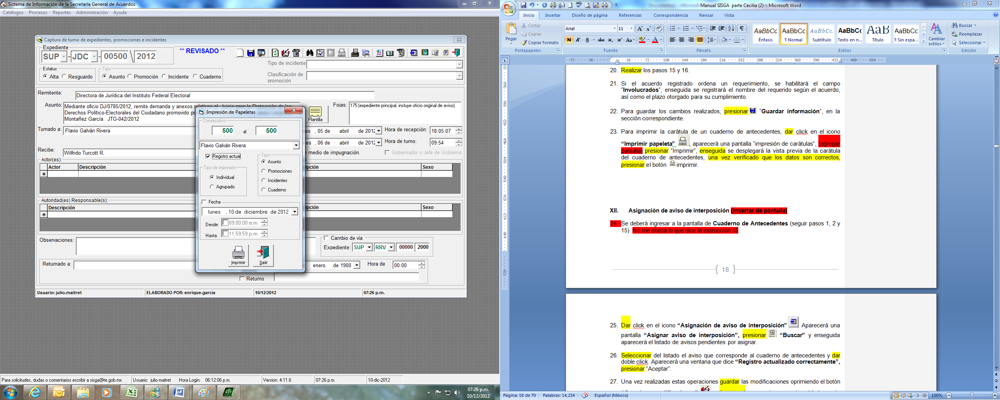 Sistema de Información de la Secretaría General de Acuerdos
Catálogos Procesos Reportes Administración Ayuda
Captura de turno de expedientes, promociones e incidentes
Expediente
SUP - JDC - 00500 \ 2012
** REVISADO **
Tipo de incidente
Clasificación de
promoción
Estatus
Alta Resguardo
Tipo
Asunto Promoción Incidente Cuaderno
Remitente: Directora de Jurídica del Instituto Federal Electoral
Asunto: Mediante oficio DJ/0785/2012, remite demanda y anexos
Derechos Político-Electorales del Ciudadano promovido po
Montañez García. JTG-042/2012
Plantilla
Fojas: 175 (expediente principal, incluye oficio original de aviso).
Turnado a: Flavio Galván Rivera
es , 05 de abril de 2012 Hora de recepción: 18:05:07
es , 06 de abril de 2012 Hora de turno: 09:54
Recibe: Wilfrido Turcott R.
medio de impugnación. Gobernador o Jefe de Gobierno
Actor(es):
Actor Descripción ipción Sexo
Autoridad(es) Responsable(s):
Descripción ipción Sexo
Observaciones:
Cambio de vía
Expediente: SUP RRV 00000 2000
Returnado a: enero de 1900 Hora de 00:00
Returno
Usuario: julio.maitret ELABORADO POR: enrique.garcia 10/12/2012 07:26 p.m.
Impresión de Papeletas
Consecutivo
500 al 500
Flavio Galván Rivera
Registro actual
Tipo de impresión
Individual
Agrupado
Tipo
Asunto
Promociones
Incidentes
Cuaderno
Fecha
lunes , 10 de diciembre de 2012
Desde: 09:00:00 a.m.
Hasta: 11:59:59 p.m.
Imprimir Salir
Para solicitudes, dudas o comentarios escribir a sisga@te.gob.mx Usuario: julio.maitret Hora Login: 06:12:06 p.m. Version: 4.11.6 07:26 p.m. 10-dic-2012
07:26 p.m.
10/12/2012
Manual SISGA parte Cecilia (2) - Microsoft Word
Inicio Insertar Diseño de página Referencias Correspondencia Revisar Vista
Pegar
Cortar
Copiar
Copiar formato
Portapapeles
Arial 11
Fuente
Párrafo
AaBbCc AaBbCc AaBbCc. AaBbCc AaB AaBbCc
Énfasis ¶ Normal Subtítulo Texto en n... Título ¶ Sin espa...
Cambiar
estilos
Estilos
Buscar
Reemplazar
Seleccionar
Edición
20. Realizar los pasos 15 y 16.
21. Si el acuerdo registrado ordena un requerimiento, se habilitará el campo
“Involucrados”, enseguida se registrará el nombre del requerido según el acuerdo,
así como el plazo otorgado para su cumplimiento.
22. Para guardar los cambios realizados, presionar “Guardar información”, en la
sección correspondiente.
23. Para imprimir la carátula de un cuaderno de antecedentes, dar click en el icono
“Imprimir papeleta” , aparecerá una pantalla “impresión de carátulas”, (agregar
pantalla) presionar “Imprimir”, enseguida se desplegará la vista previa de la carátula
del cuaderno de antecedentes, una vez verificado que los datos son correctos,
presionar el botón imprimir.
XII. Asignación de aviso de interposición (insertar de pantalla)
24. Se deberá ingresar a la pantalla de Cuaderno de Antecedentes (seguir pasos 1, 2 y
15). No me checa lo que dice la instrucción 15
18
25. Dar click en el icono “Asignación de aviso de interposición” Aparecerá una
pantalla “Asignar aviso de interposición”, presionar “Buscar” y enseguida
aparecerá el listado de avisos pendientes por asignar.
26. Seleccionar del listado el aviso que corresponde al cuaderno de antecedentes y dar
doble click. Aparecerá una ventana que dice “Registro actualizado correctamente”,
presionar “Aceptar”.
27. Una vez realizadas estas operaciones guardar las modificaciones oprimiendo el botón
Página: 18 de 70 Palabras: 14,234 Español (México) 100%